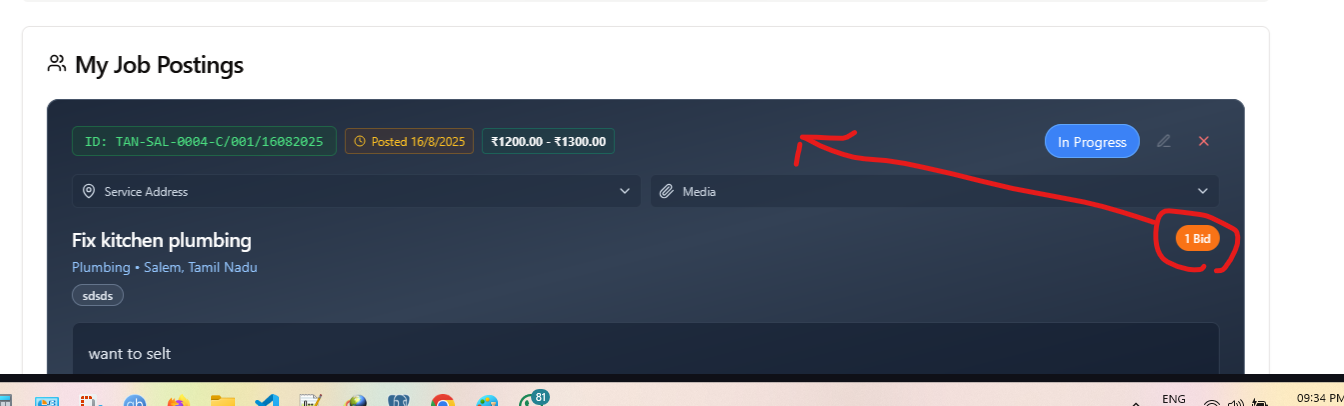 My Job Postings
ID: TAN-SAL-0004-C/001/16082025 Posted 16/8/2025 ₹1200.00 - ₹1300.00 In Progress
Service Address Media
Fix kitchen plumbing 1 Bid
Plumbing • Salem, Tamil Nadu
sdsds
want to selt
81
ENG 09:34 PM